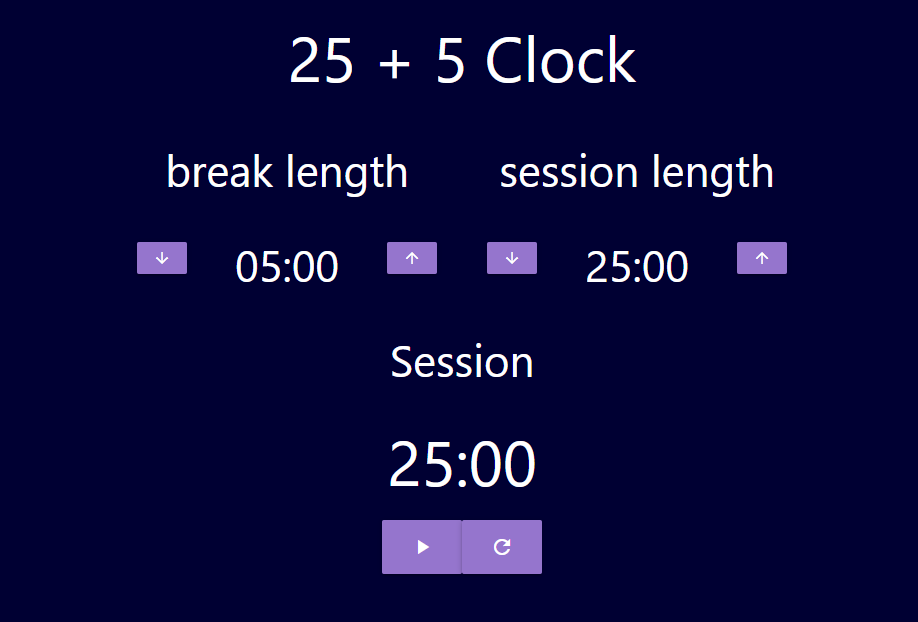 25 + 5 Clock
break length
session length
05:00
25:00
Session
25:00